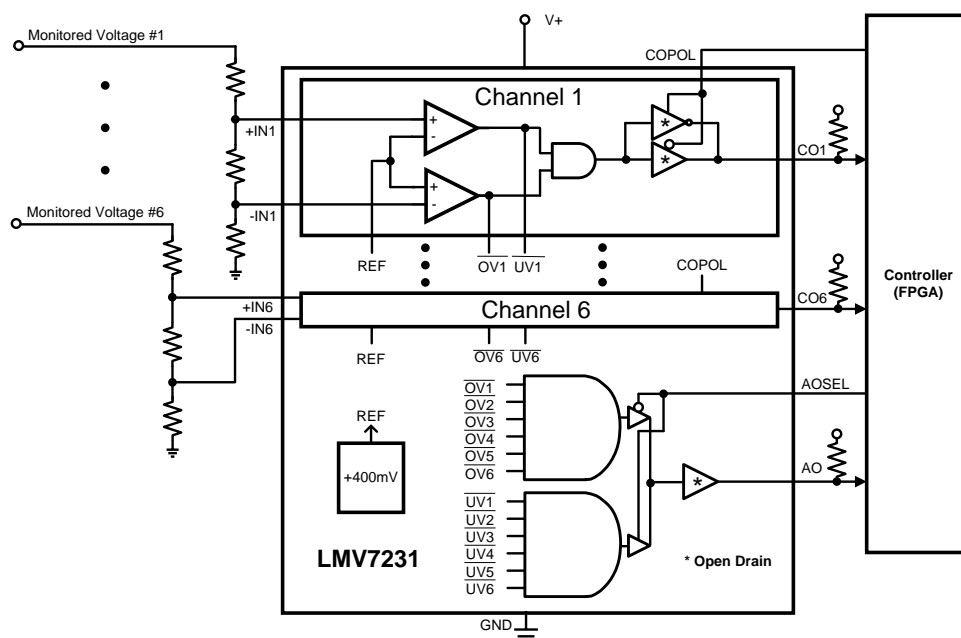 V+
Monitored Voltage #1
COPOL
Channel 1
+IN1
*
+
-
*
CO1
+
-
-IN1
Monitored Voltage #6
REF
OV1
UV1
COPOL
Controller
(FPGA)
+IN6
Channel 6
CO6
-IN6
REF
OV6
UV6
OV1
AOSEL
OV2
OV3
REF
OV4
OV5
OV6
+400mV
AO
*
UV1
UV2
UV3
UV4
LMV7231
* Open Drain
UV5
UV6
GND